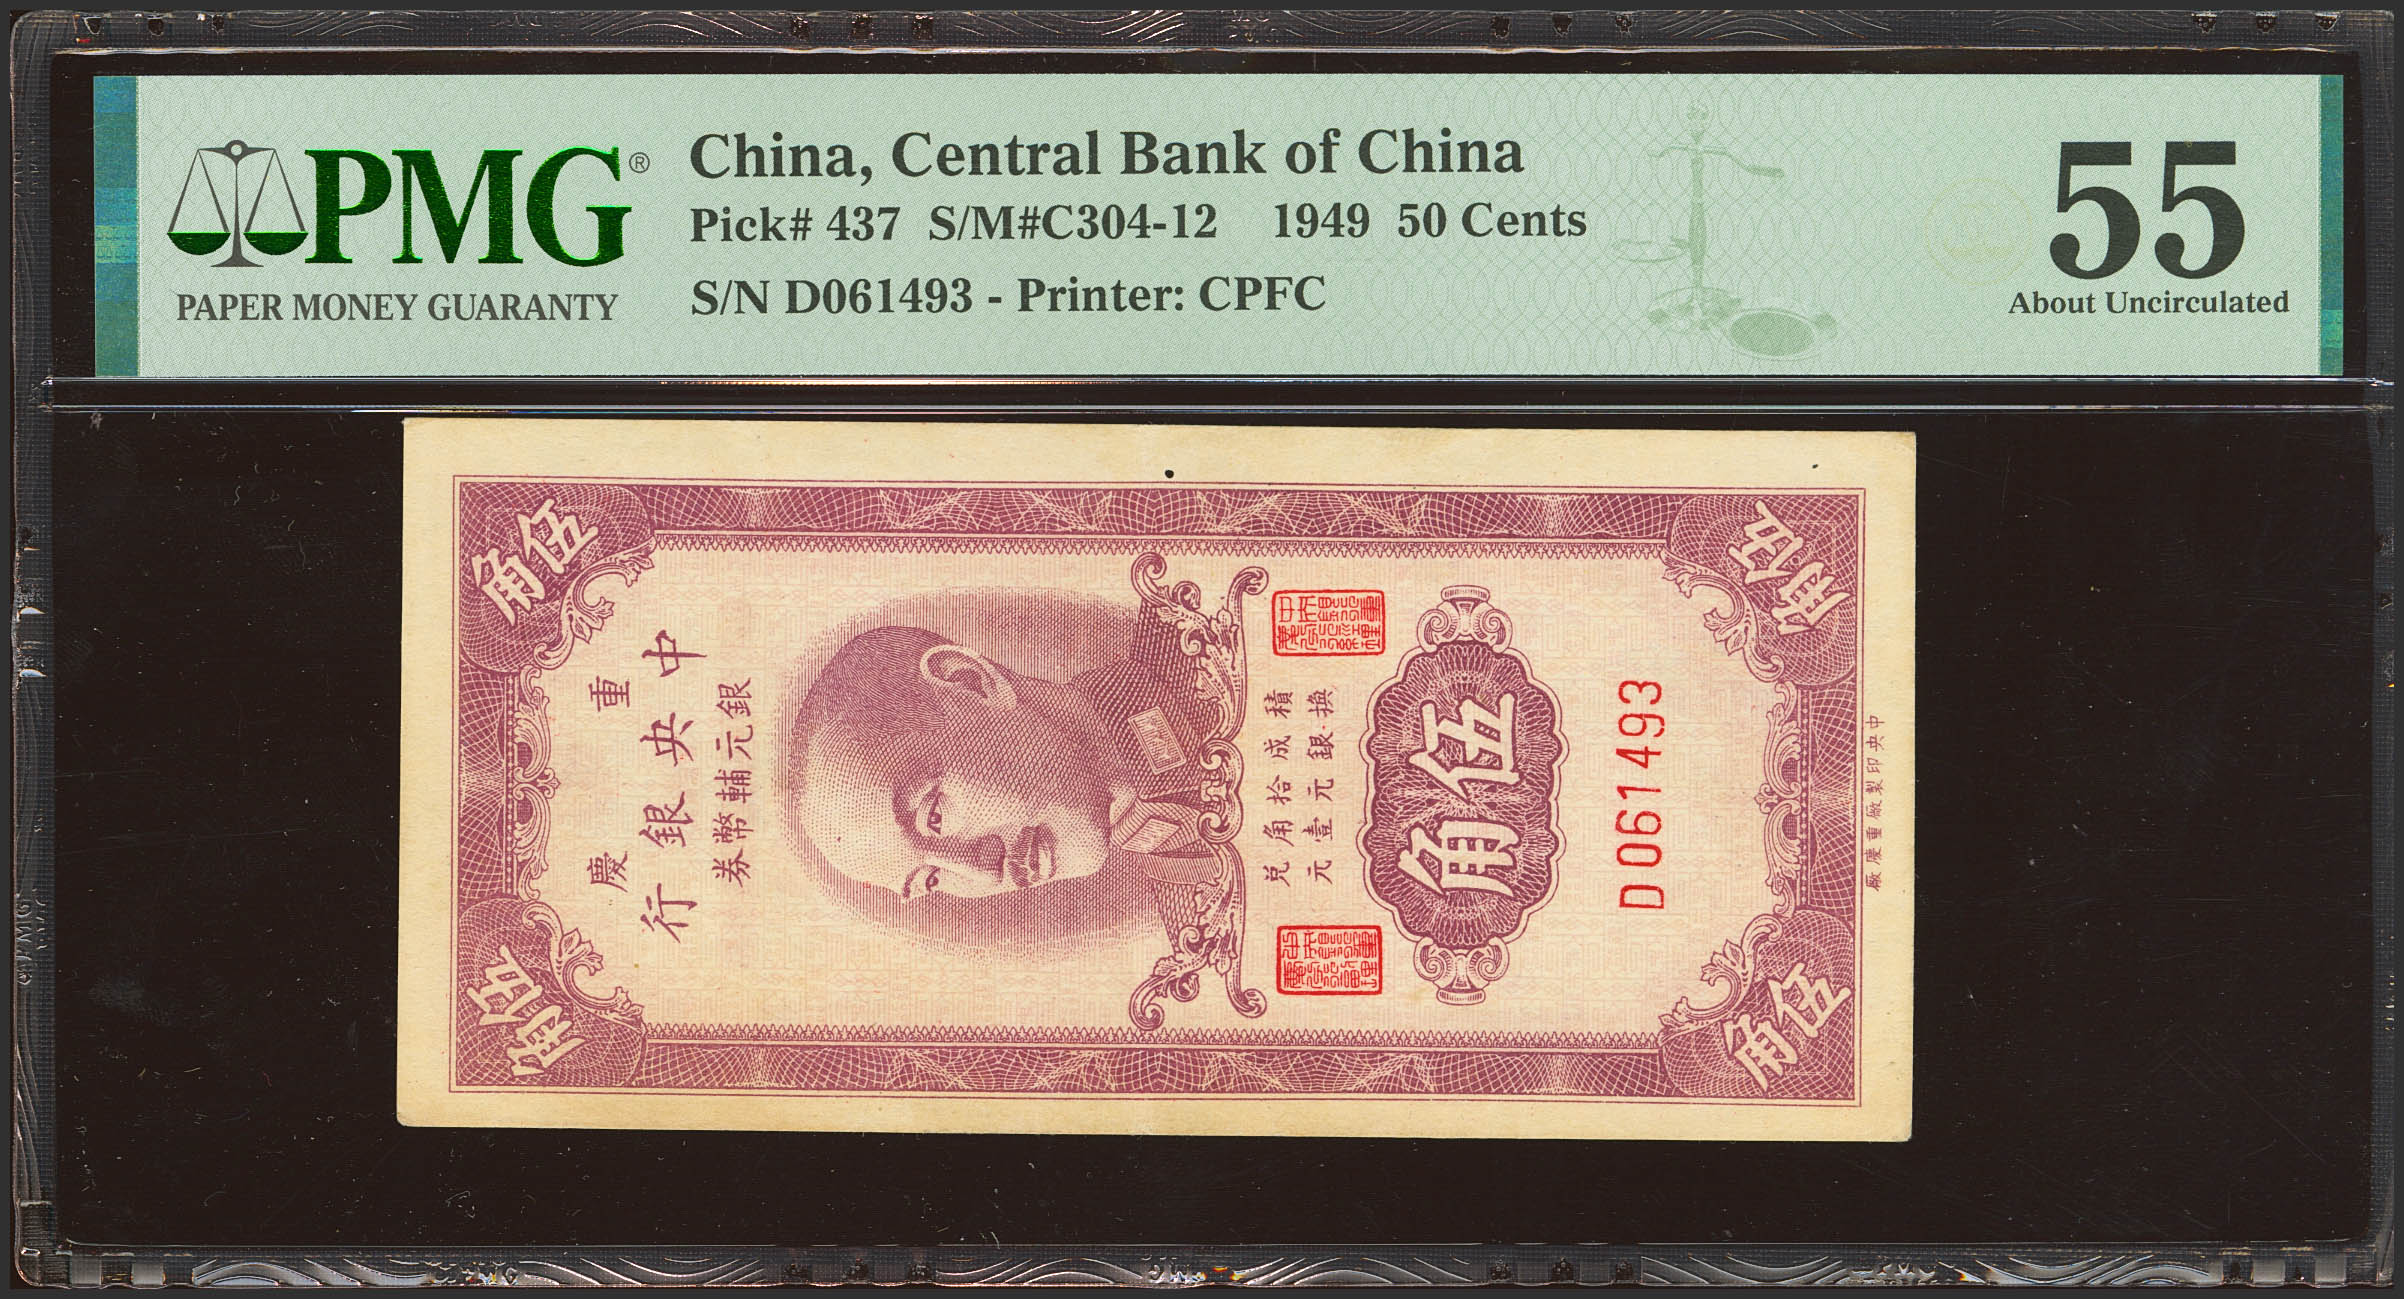 PMG®
PAPER MONEY GUARANTY
China, Central Bank of China
Pick# 437 S/M#C304-12 1949 50 Cents
S/N D061493 - Printer: CPFC
55
About Uncirculated
伍角
伍角
重慶
中央銀行
銀元輔幣券
積成拾角兌
換銀元壹元
伍角
D061493
伍角
伍角
中央印製廠重慶廠